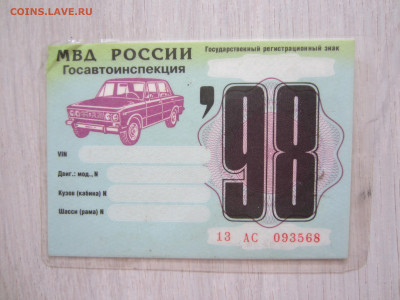 COINS.LAVE.RU
МВД РОССИИ
Госавтоинспекция
Государственный регистрационный знак
'98
VIN
Двиг.: мод., N
Кузов (кабина) N
Шасси (рама) N
13 АС 093568